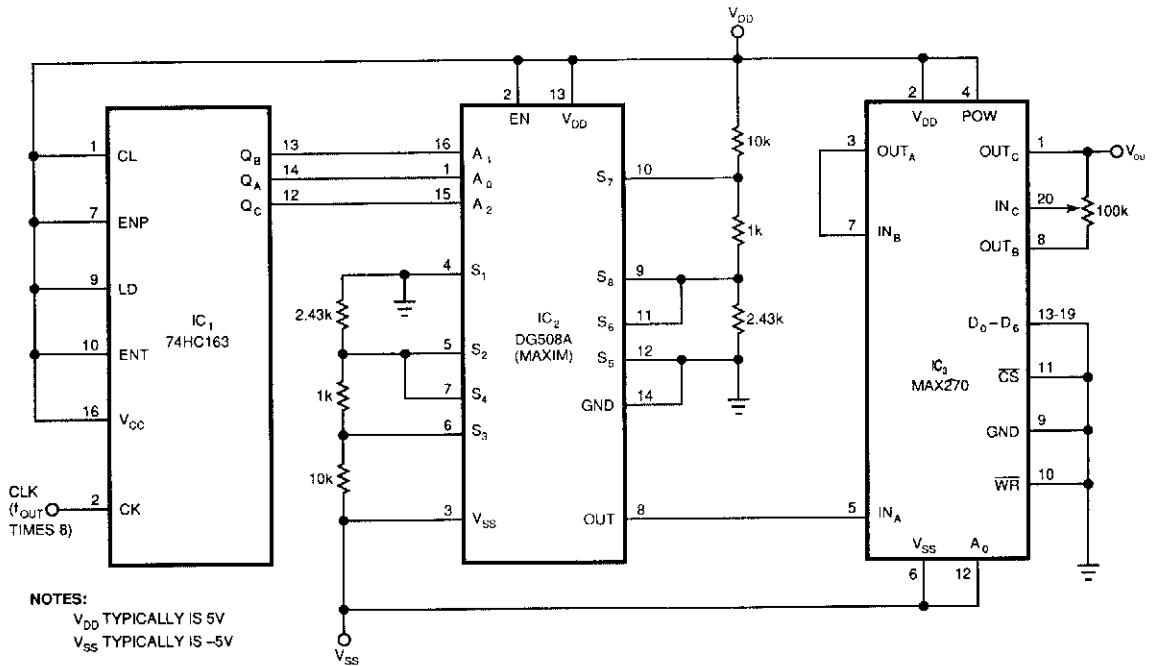 V_DD
2
13
EN
V_DD
2
4
V_DD
POW
1
CL
7
ENP
9
LD
10
ENT
16
V_CC
CLK
(f_OUT
TIMES 8)
2
CK
IC_1
74HC163
Q_B
13
Q_A
14
Q_C
12
16
A_1
1
A_0
15
A_2
4
S_1
2.43k
5
S_2
7
S_4
1k
6
S_3
10k
3
V_SS
IC_2
DG508A
(MAXIM)
S_7
10
S_8
9
S_6
11
S_5
12
GND
14
OUT
8
10k
1k
2.43k
3
OUT_A
7
IN_B
5
IN_A
IC_3
MAX270
OUT_C
1
V_OU
IN_C
20
100k
OUT_B
8
D_0–D_6
13-19
CS
11
GND
9
WR
10
V_SS
A_0
6
12
V_SS
NOTES:
V_DD TYPICALLY IS 5V
V_SS TYPICALLY IS –5V